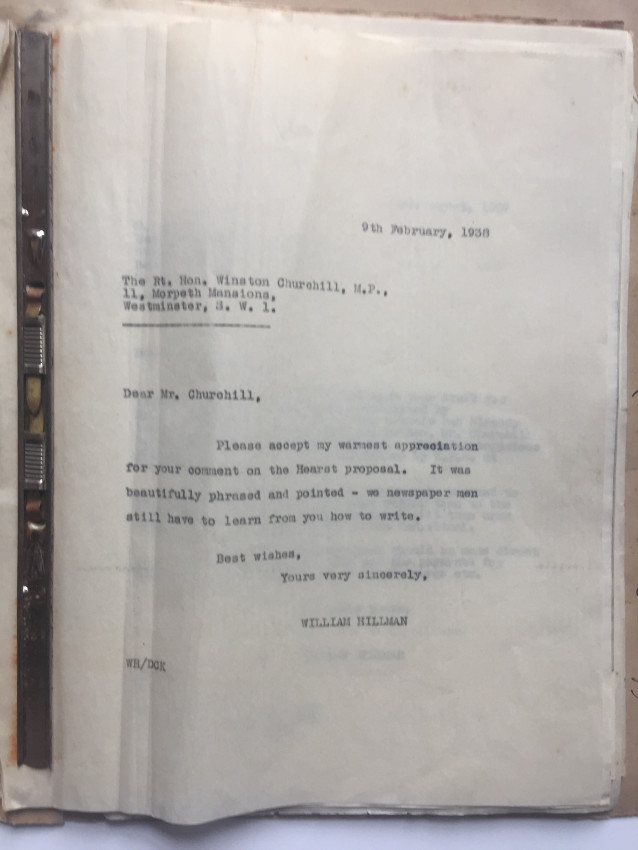 9th February, 1936
The Rt. Hon. Winston Churchill, M.P.,
11, Morpeth Mansions,
Westminster, S. W. 1.
Dear Mr. Churchill,
Please accept my warmest appreciation
for your comment on the Hearst proposal. It was
beautifully phrased and pointed - we newspaper men
still have to learn from you how to write.
Best wishes,
Yours very sincerely,
WILLIAM HILLMAN
WH/DCK